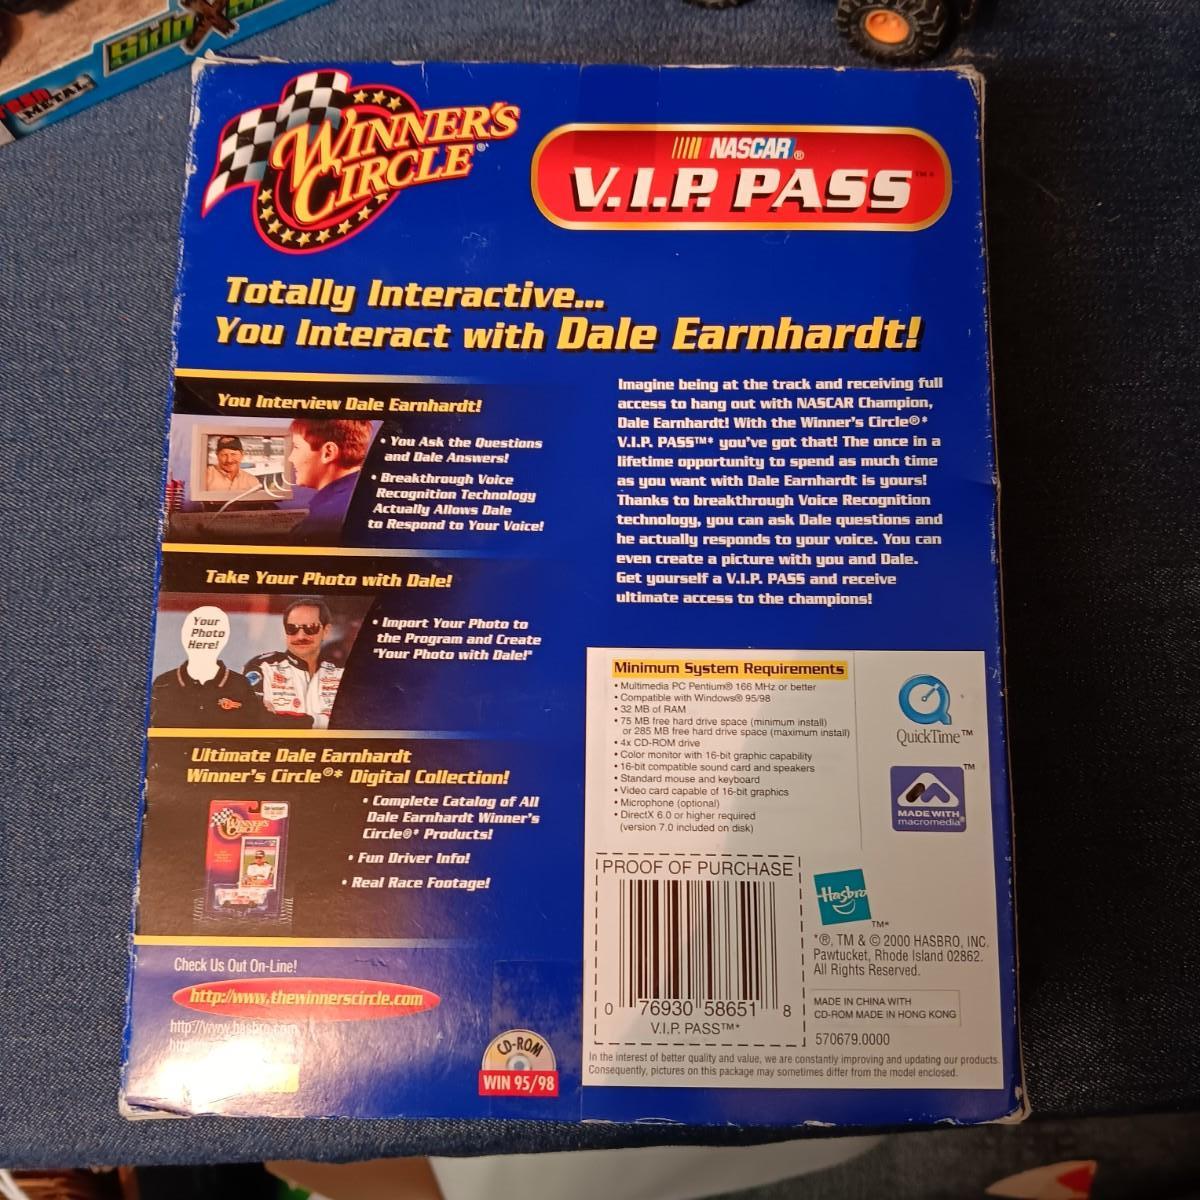 METAL
WINNER'S
CIRCLE®
NASCAR®
V.I.P. PASS™*
Totally Interactive...
You Interact with Dale Earnhardt!
You Interview Dale Earnhardt!
• You Ask the Questions
and Dale Answers!
• Breakthrough Voice
Recognition Technology
Actually Allows Dale
to Respond to Your Voice!
Take Your Photo with Dale!
Your
Photo
Here!
• Import Your Photo to
the Program and Create
"Your Photo with Dale!"
Ultimate Dale Earnhardt
Winner's Circle®* Digital Collection!
WINNER'S
CIRCLE
• Complete Catalog of All
Dale Earnhardt Winner's
Circle®* Products!
• Fun Driver Info!
• Real Race Footage!
Check Us Out On-Line!
http://www.thewinnerscircle.com
http://www.hasbro.com
CD-ROM
WIN 95/98
Imagine being at the track and receiving full
access to hang out with NASCAR Champion,
Dale Earnhardt! With the Winner's Circle®*
V.I.P. PASS™* you've got that! The once in a
lifetime opportunity to spend as much time
as you want with Dale Earnhardt is yours!
Thanks to breakthrough Voice Recognition
technology, you can ask Dale questions and
he actually responds to your voice. You can
even create a picture with you and Dale.
Get yourself a V.I.P. PASS and receive
ultimate access to the champions!
Minimum System Requirements
• Multimedia PC Pentium® 166 MHz or better
• Compatible with Windows® 95/98
• 32 MB of RAM
• 75 MB free hard drive space (minimum install)
or 285 MB free hard drive space (maximum install)
• 4x CD-ROM drive
• Color monitor with 16-bit graphic capability
• 16-bit compatible sound card and speakers
• Standard mouse and keyboard
• Video card capable of 16-bit graphics
• Microphone (optional)
• DirectX 6.0 or higher required
(version 7.0 included on disk)
QuickTime™
™
MADE WITH
macromedia®
PROOF OF PURCHASE
0 76930 58651 8
V.I.P. PASS™*
Hasbro
™*
*®, TM & © 2000 HASBRO, INC.
Pawtucket, Rhode Island 02862.
All Rights Reserved.
MADE IN CHINA WITH
CD-ROM MADE IN HONG KONG
570679.0000
In the interest of better quality and value, we are constantly improving and updating our products.
Consequently, pictures on this package may sometimes differ from the model enclosed.